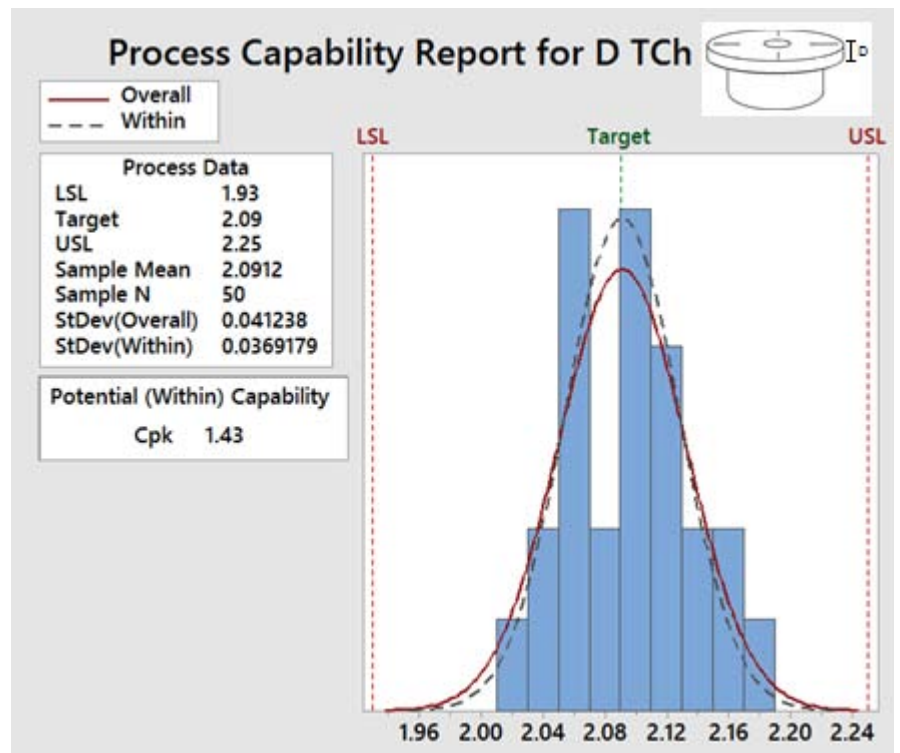 Process Capability Report for D TCh
D
Overall
Within
LSL
Target
USL
Process Data
LSL 1.93
Target 2.09
USL 2.25
Sample Mean 2.0912
Sample N 50
StDev(Overall) 0.041238
StDev(Within) 0.0369179
Potential (Within) Capability
Cpk 1.43
1.96 2.00 2.04 2.08 2.12 2.16 2.20 2.24